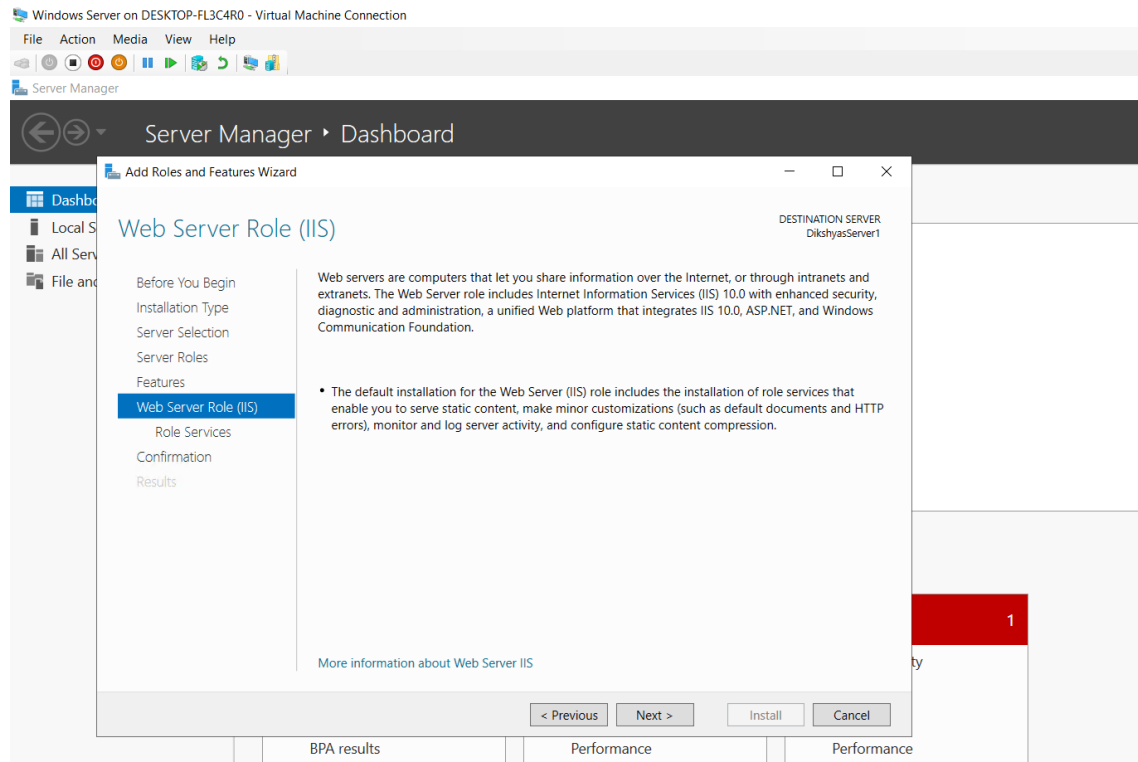 Windows Server on DESKTOP-FL3C4R0 - Virtual Machine Connection
File Action Media View Help
Server Manager
Server Manager ‣ Dashboard
Add Roles and Features Wizard
Dashbo
Local S
All Serv
File and
Web Server Role (IIS)
DESTINATION SERVER
DikshyasServer1
Before You Begin
Installation Type
Server Selection
Server Roles
Features
Web Server Role (IIS)
Role Services
Confirmation
Results
Web servers are computers that let you share information over the Internet, or through intranets and
extranets. The Web Server role includes Internet Information Services (IIS) 10.0 with enhanced security,
diagnostic and administration, a unified Web platform that integrates IIS 10.0, ASP.NET, and Windows
Communication Foundation.
• The default installation for the Web Server (IIS) role includes the installation of role services that
enable you to serve static content, make minor customizations (such as default documents and HTTP
errors), monitor and log server activity, and configure static content compression.
More information about Web Server IIS
< Previous Next > Install Cancel
1
ty
BPA results Performance Performance